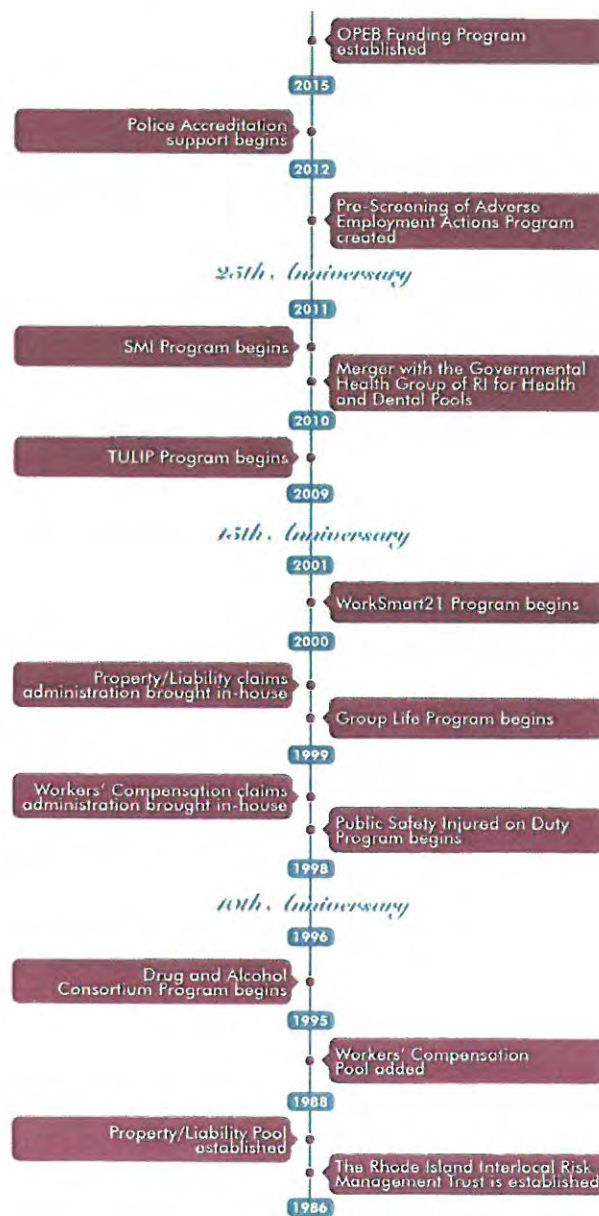 OPEB Funding Program
established
2015
Police Accreditation
support begins
2012
Pre-Screening of Adverse
Employment Actions Program
created
25th Anniversary
2011
SMI Program begins
Merger with the Governmental
Health Group of RI for Health
and Dental Pools
2010
TULIP Program begins
2009
15th Anniversary
2001
WorkSmart21 Program begins
2000
Property/Liability claims
administration brought in-house
Group Life Program begins
1999
Workers' Compensation claims
administration brought in-house
Public Safety Injured on Duty
Program begins
1998
10th Anniversary
1996
Drug and Alcohol
Consortium Program begins
1995
Workers' Compensation
Pool added
1988
Property/Liability Pool
established
The Rhode Island Interlocal Risk
Management Trust is established
1986